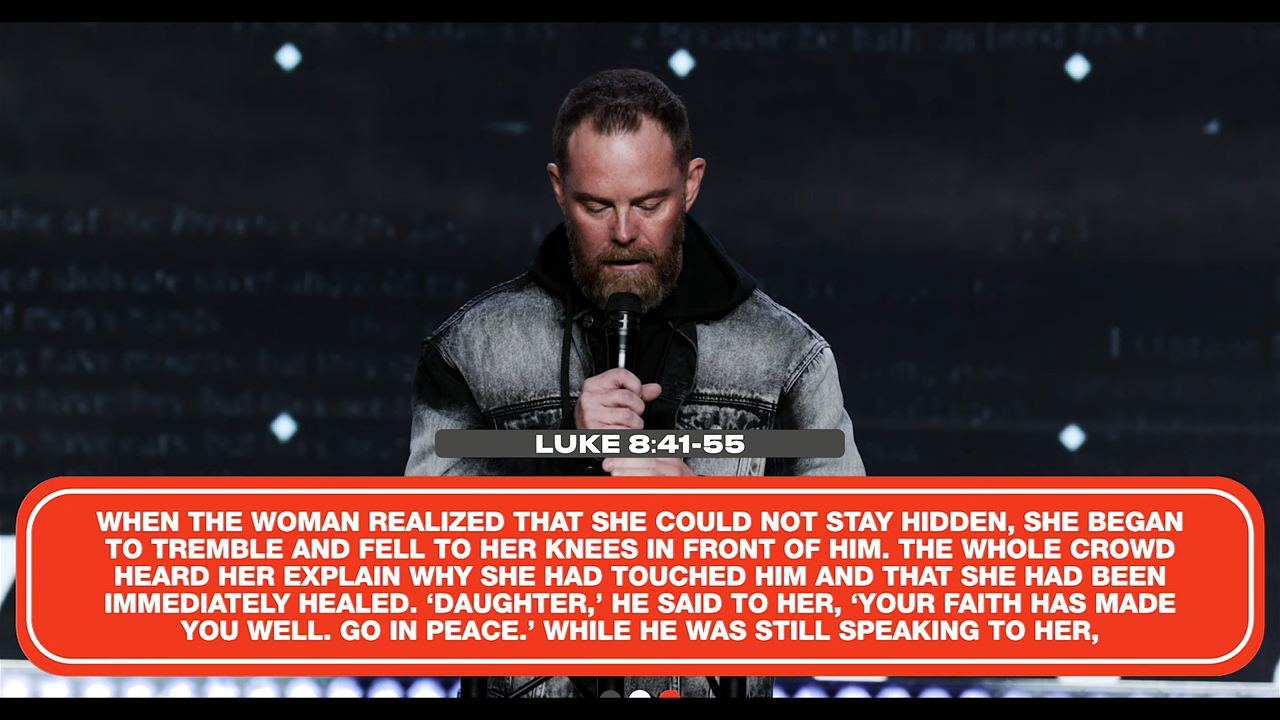 LUKE 8:41-55
WHEN THE WOMAN REALIZED THAT SHE COULD NOT STAY HIDDEN, SHE BEGAN
TO TREMBLE AND FELL TO HER KNEES IN FRONT OF HIM. THE WHOLE CROWD
HEARD HER EXPLAIN WHY SHE HAD TOUCHED HIM AND THAT SHE HAD BEEN
IMMEDIATELY HEALED. ‘DAUGHTER,’ HE SAID TO HER, ‘YOUR FAITH HAS MADE
YOU WELL. GO IN PEACE.’ WHILE HE WAS STILL SPEAKING TO HER,